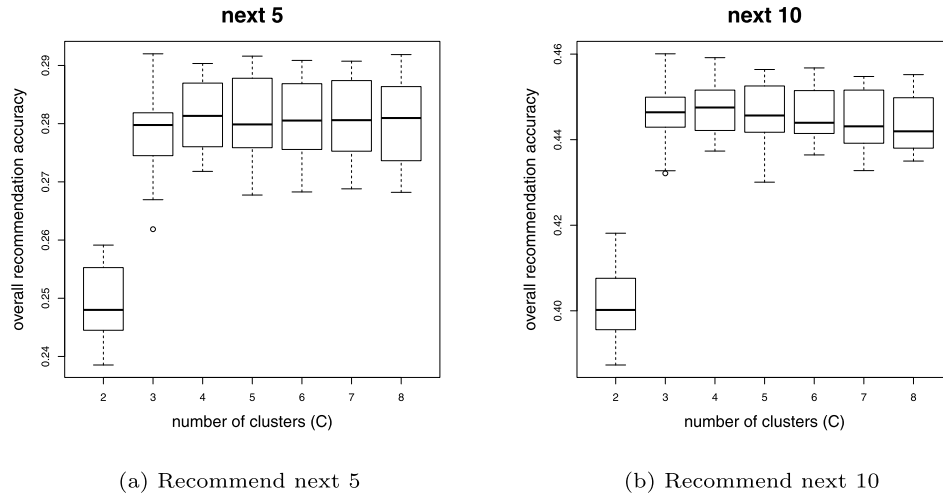 next 5
overall recommendation accuracy
0.29
0.28
0.27
0.26
0.25
0.24
2 3 4 5 6 7 8
number of clusters (C)
(a) Recommend next 5
next 10
overall recommendation accuracy
0.46
0.44
0.42
0.40
2 3 4 5 6 7 8
number of clusters (C)
(b) Recommend next 10